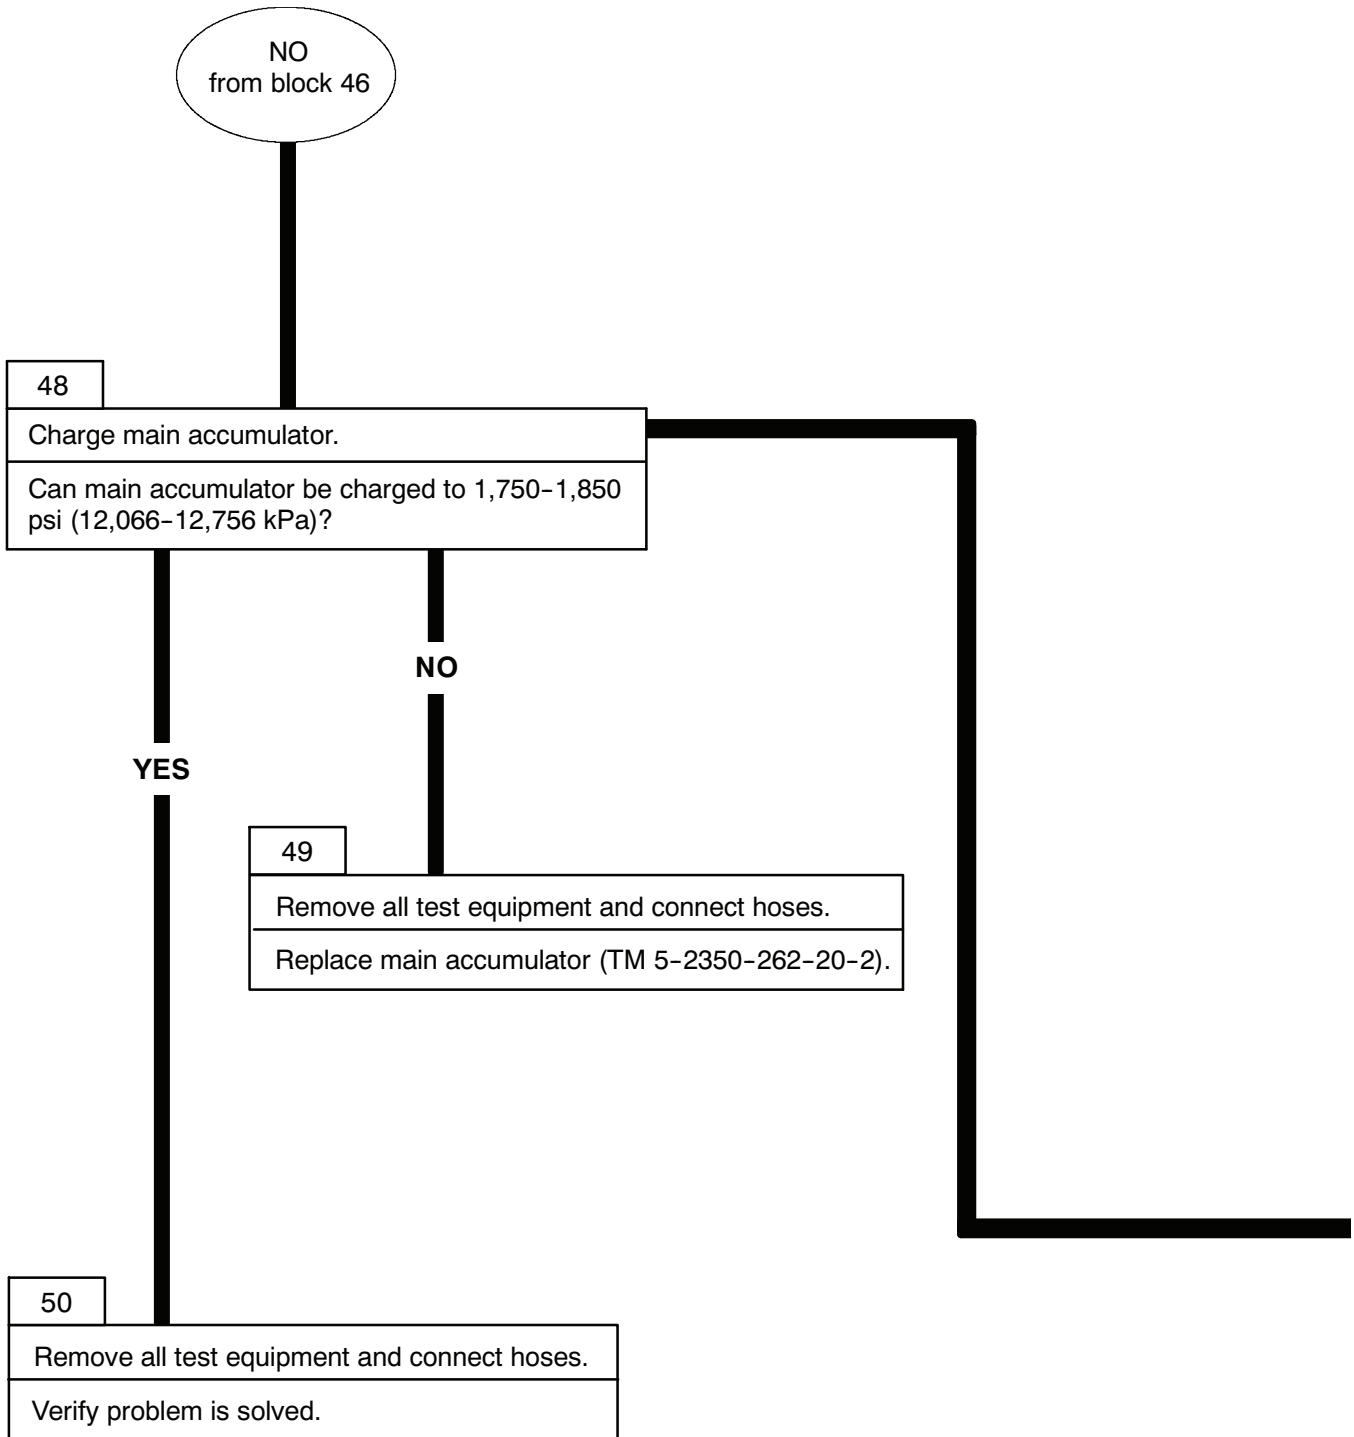 NO
from block 46
48
Charge main accumulator.
Can main accumulator be charged to 1,750-1,850
psi (12,066-12,756 kPa)?
NO
YES
49
Remove all test equipment and connect hoses.
Replace main accumulator (TM 5-2350-262-20-2).
50
Remove all test equipment and connect hoses.
Verify problem is solved.